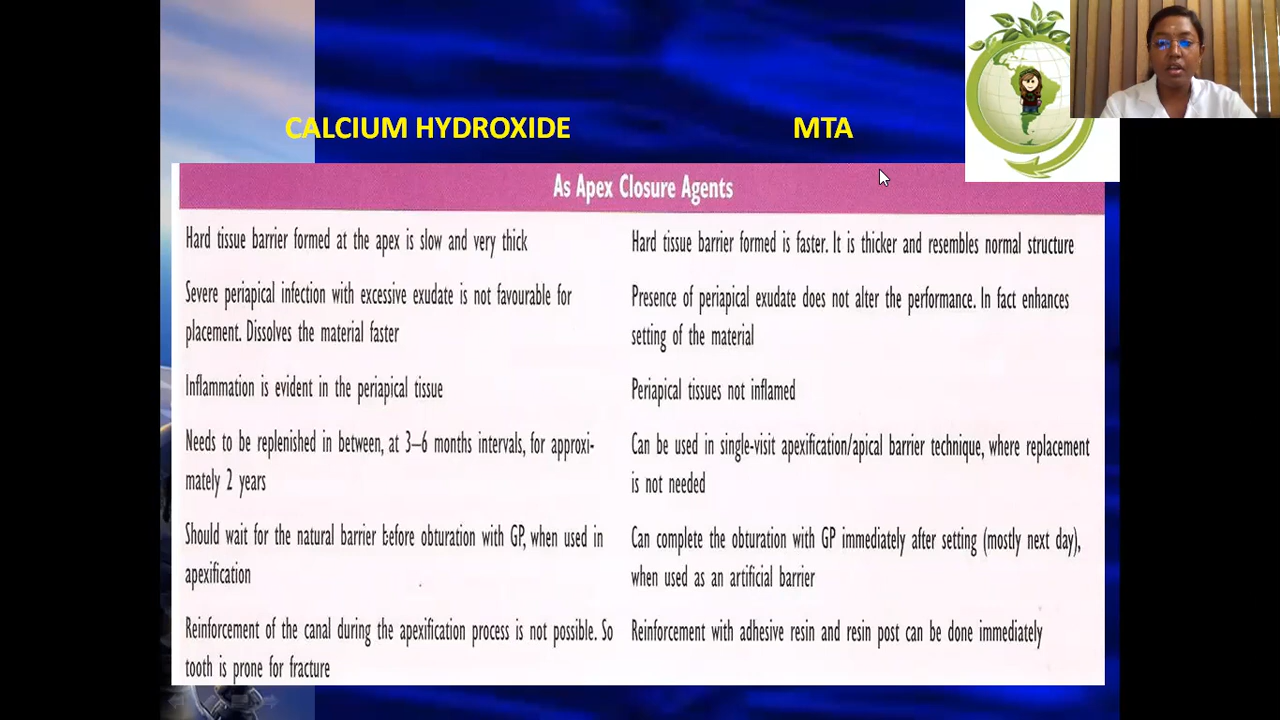 CALCIUM HYDROXIDE MTA
As Apex Closure Agents
Hard tissue barrier formed at the apex is slow and very thick
Hard tissue barrier formed is faster. It is thicker and resembles normal structure
Severe periapical infection with excessive exudate is not favourable for
placement. Dissolves the material faster
Presence of periapical exudate does not alter the performance. In fact enhances
setting of the material
Inflammation is evident in the periapical tissue
Periapical tissues not inflamed
Needs to be replenished in between, at 3–6 months intervals, for approxi-
mately 2 years
Can be used in single-visit apexification/apical barrier technique, where replacement
is not needed
Should wait for the natural barrier before obturation with GP, when used in
apexification
Can complete the obturation with GP immediately after setting (mostly next day),
when used as an artificial barrier
Reinforcement of the canal during the apexification process is not possible. So
tooth is prone for fracture
Reinforcement with adhesive resin and resin post can be done immediately